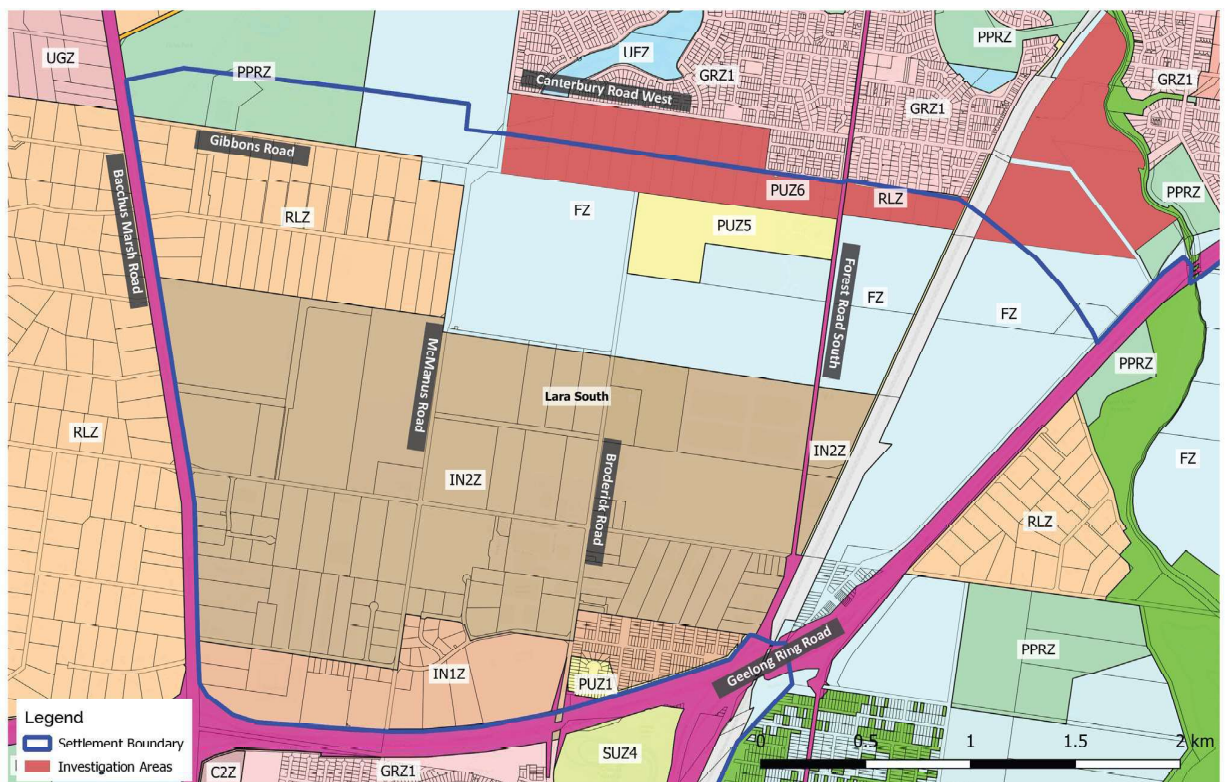 UGZ
PPRZ
UFZ
GRZ1
PPRZ
GRZ1
Canterbury Road West
GRZ1
Gibbons Road
Bacchus Marsh Road
RLZ
FZ
PUZ6
RLZ
PPRZ
PUZ5
Forest Road South
FZ
FZ
McManus Road
Lara South
PPRZ
RLZ
IN2Z
Broderick Road
IN2Z
FZ
RLZ
IN1Z
PUZ1
Geelong Ring Road
PPRZ
SUZ4
C2Z
GRZ1
Legend
Settlement Boundary
Investigation Areas
0 0.5 1 1.5 2 km